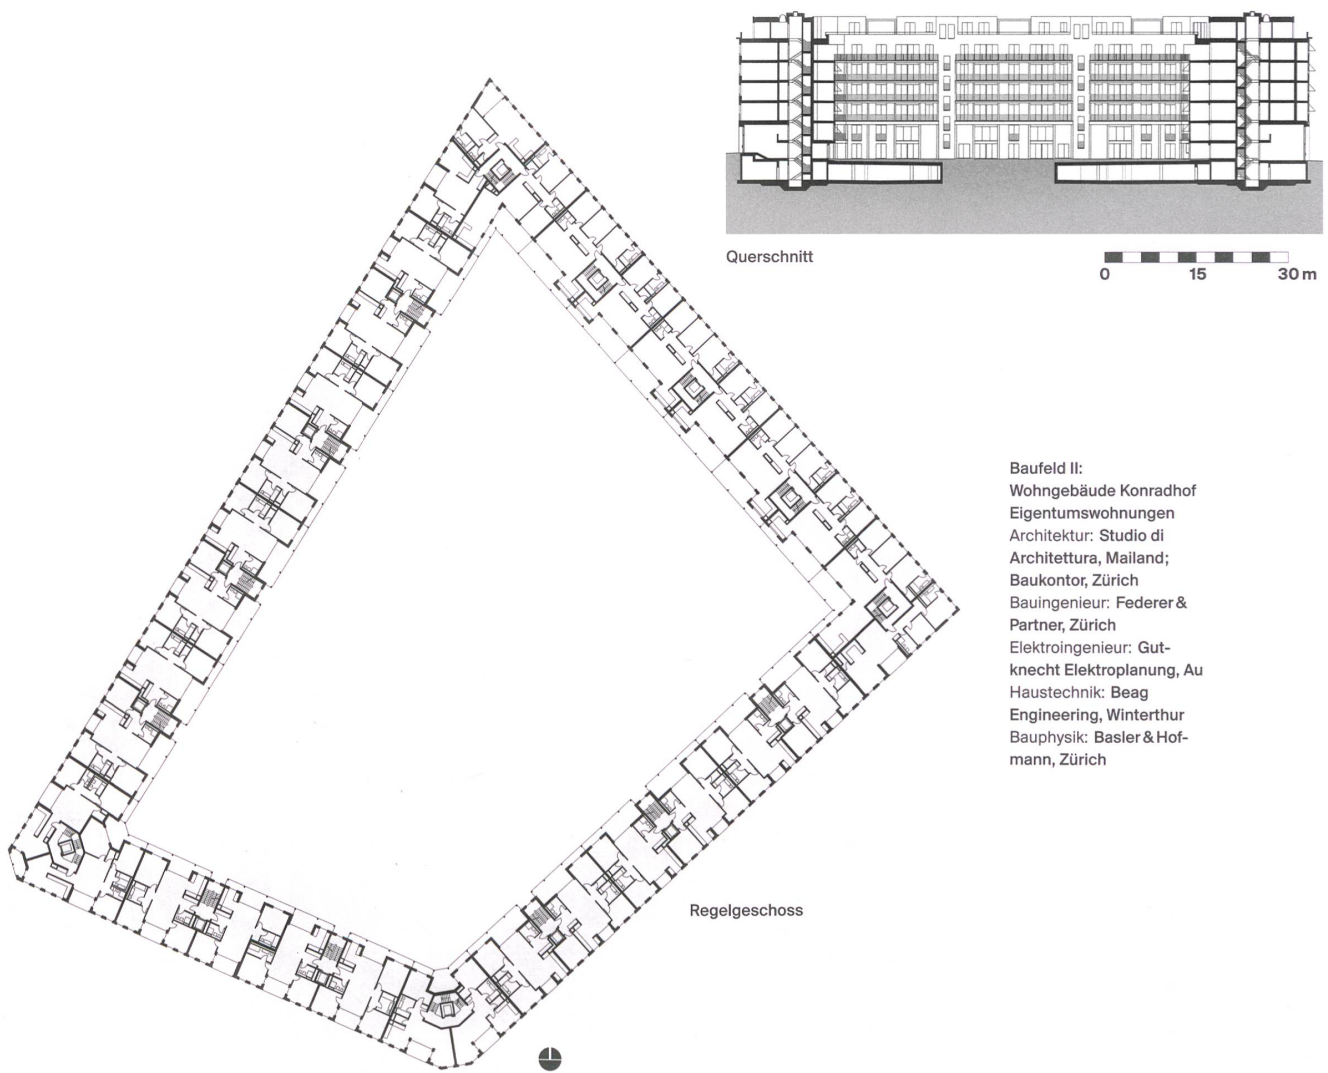 Querschnitt
0 15 30 m
Baufeld II:
Wohngebäude Konradhof
Eigentumswohnungen
Architektur: Studio di
Architettura, Mailand;
Baukontor, Zürich
Bauingenieur: Federer &
Partner, Zürich
Elektroingenieur: Gut-
knecht Elektroplanung, Au
Haustechnik: Beag
Engineering, Winterthur
Bauphysik: Basler & Hof-
mann, Zürich
Regelgeschoss